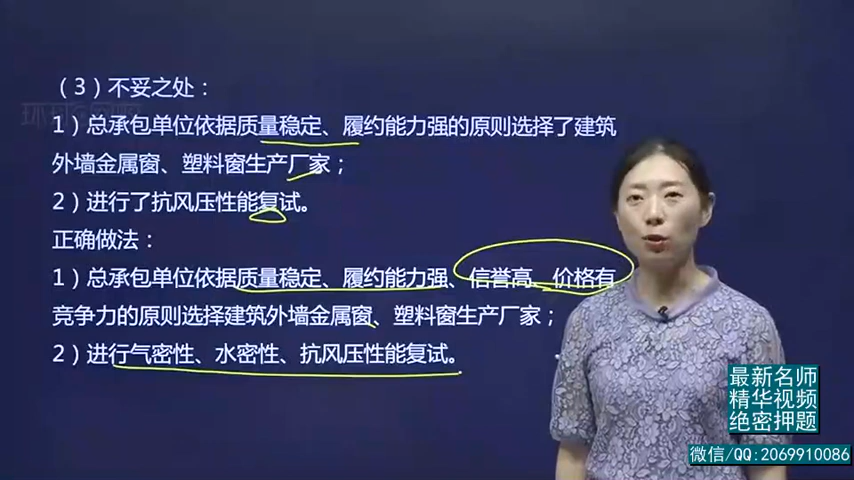 （3）不妥之处：
1）总承包单位依据质量稳定、履约能力强的原则选择了建筑
外墙金属窗、塑料窗生产厂家；
2）进行了抗风压性能复试。
正确做法：
1）总承包单位依据质量稳定、履约能力强、信誉高、价格有
竞争力的原则选择建筑外墙金属窗、塑料窗生产厂家；
2）进行气密性、水密性、抗风压性能复试。
最新名师
精华视频
绝密押题
微信/QQ:2069910086